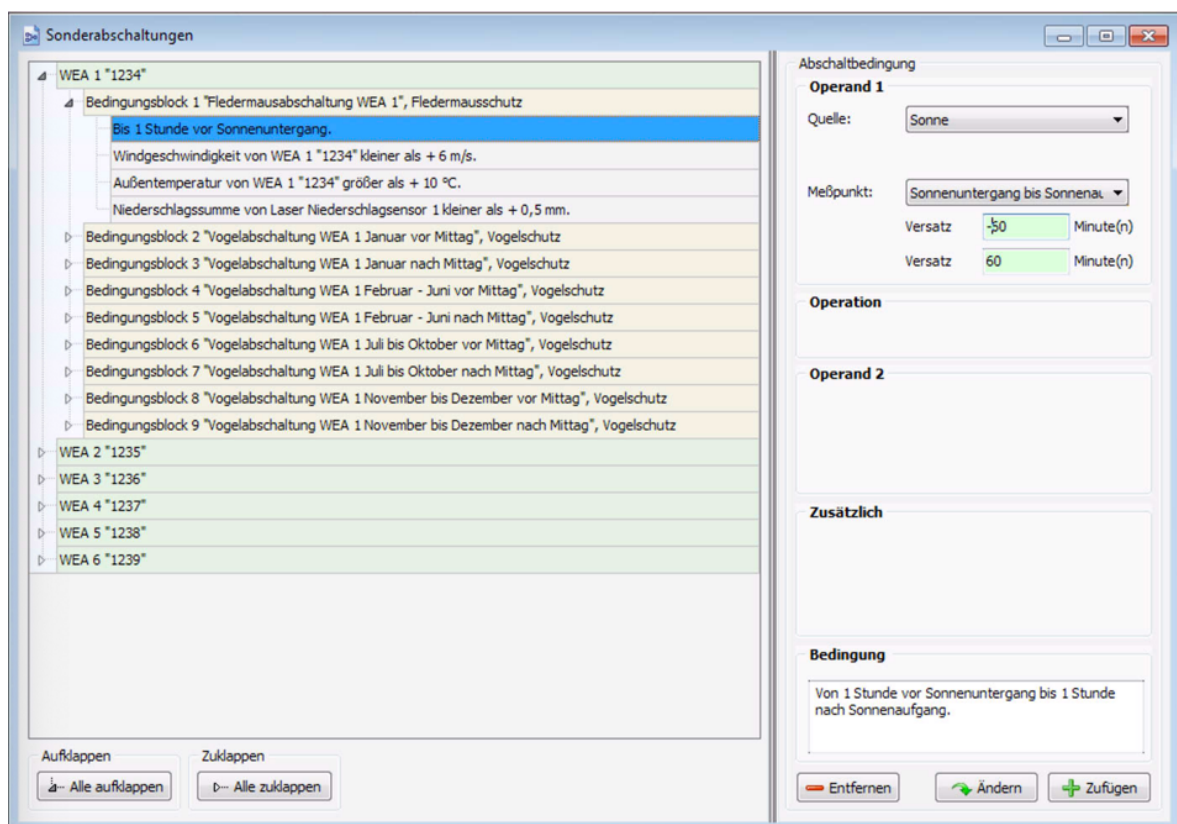 Sonderabschaltungen
WEA 1 "1234"
Bedingungsblock 1 "Fledermausabschaltung WEA 1", Fledermausschutz
Bis 1 Stunde vor Sonnenuntergang.
Windgeschwindigkeit von WEA 1 "1234" kleiner als + 6 m/s.
Außentemperatur von WEA 1 "1234" größer als + 10 °C.
Niederschlagssumme von Laser Niederschlagsensor 1 kleiner als + 0,5 mm.
Bedingungsblock 2 "Vogelabschaltung WEA 1 Januar vor Mittag", Vogelschutz
Bedingungsblock 3 "Vogelabschaltung WEA 1 Januar nach Mittag", Vogelschutz
Bedingungsblock 4 "Vogelabschaltung WEA 1 Februar - Juni vor Mittag", Vogelschutz
Bedingungsblock 5 "Vogelabschaltung WEA 1 Februar - Juni nach Mittag", Vogelschutz
Bedingungsblock 6 "Vogelabschaltung WEA 1 Juli bis Oktober vor Mittag", Vogelschutz
Bedingungsblock 7 "Vogelabschaltung WEA 1 Juli bis Oktober nach Mittag", Vogelschutz
Bedingungsblock 8 "Vogelabschaltung WEA 1 November bis Dezember vor Mittag", Vogelschutz
Bedingungsblock 9 "Vogelabschaltung WEA 1 November bis Dezember nach Mittag", Vogelschutz
WEA 2 "1235"
WEA 3 "1236"
WEA 4 "1237"
WEA 5 "1238"
WEA 6 "1239"
Aufklappen
Zuklappen
Alle aufklappen
Alle zuklappen
Abschaltbedingung
Operand 1
Quelle: Sonne
Meßpunkt: Sonnenuntergang bis Sonnenau
Versatz Minute(n)
Versatz 60 Minute(n)
Operation
Operand 2
Zusätzlich
Bedingung
Von 1 Stunde vor Sonnenuntergang bis 1 Stunde
nach Sonnenaufgang.
Entfernen
Ändern
Zufügen